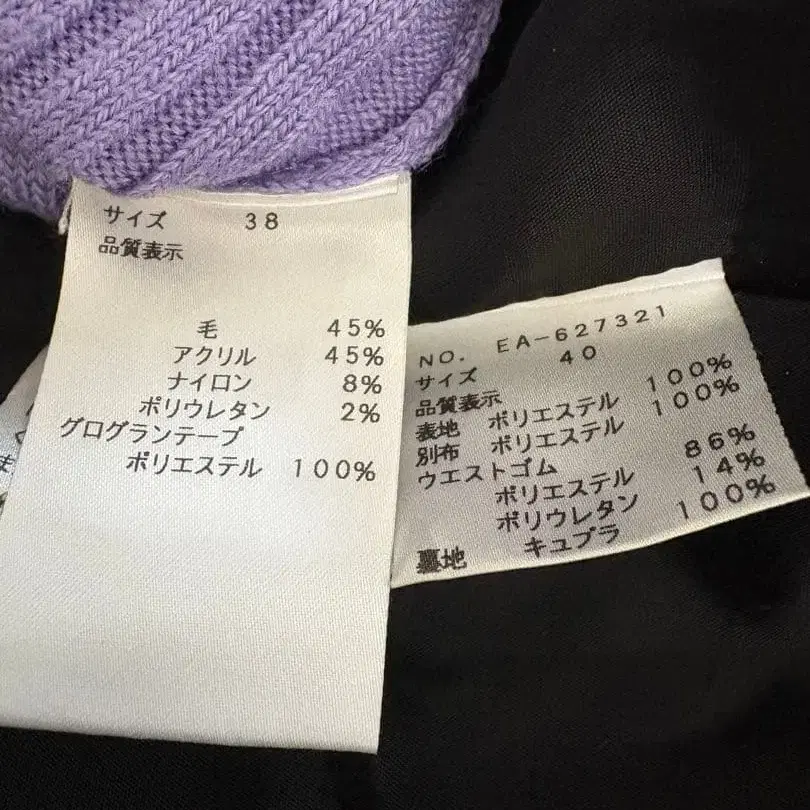 サイズ 38
品質表示
毛 45%
アクリル 45%
ナイロン 8%
ポリウレタン 2%
グログランテープ
ポリエステル 100%
NO. EA-627321
サイズ 40
品質表示
表地 ポリエステル 100%
別布 ポリエステル 100%
ウエストゴム
ポリエステル 86%
ポリウレタン 14%
裏地 キュプラ 100%